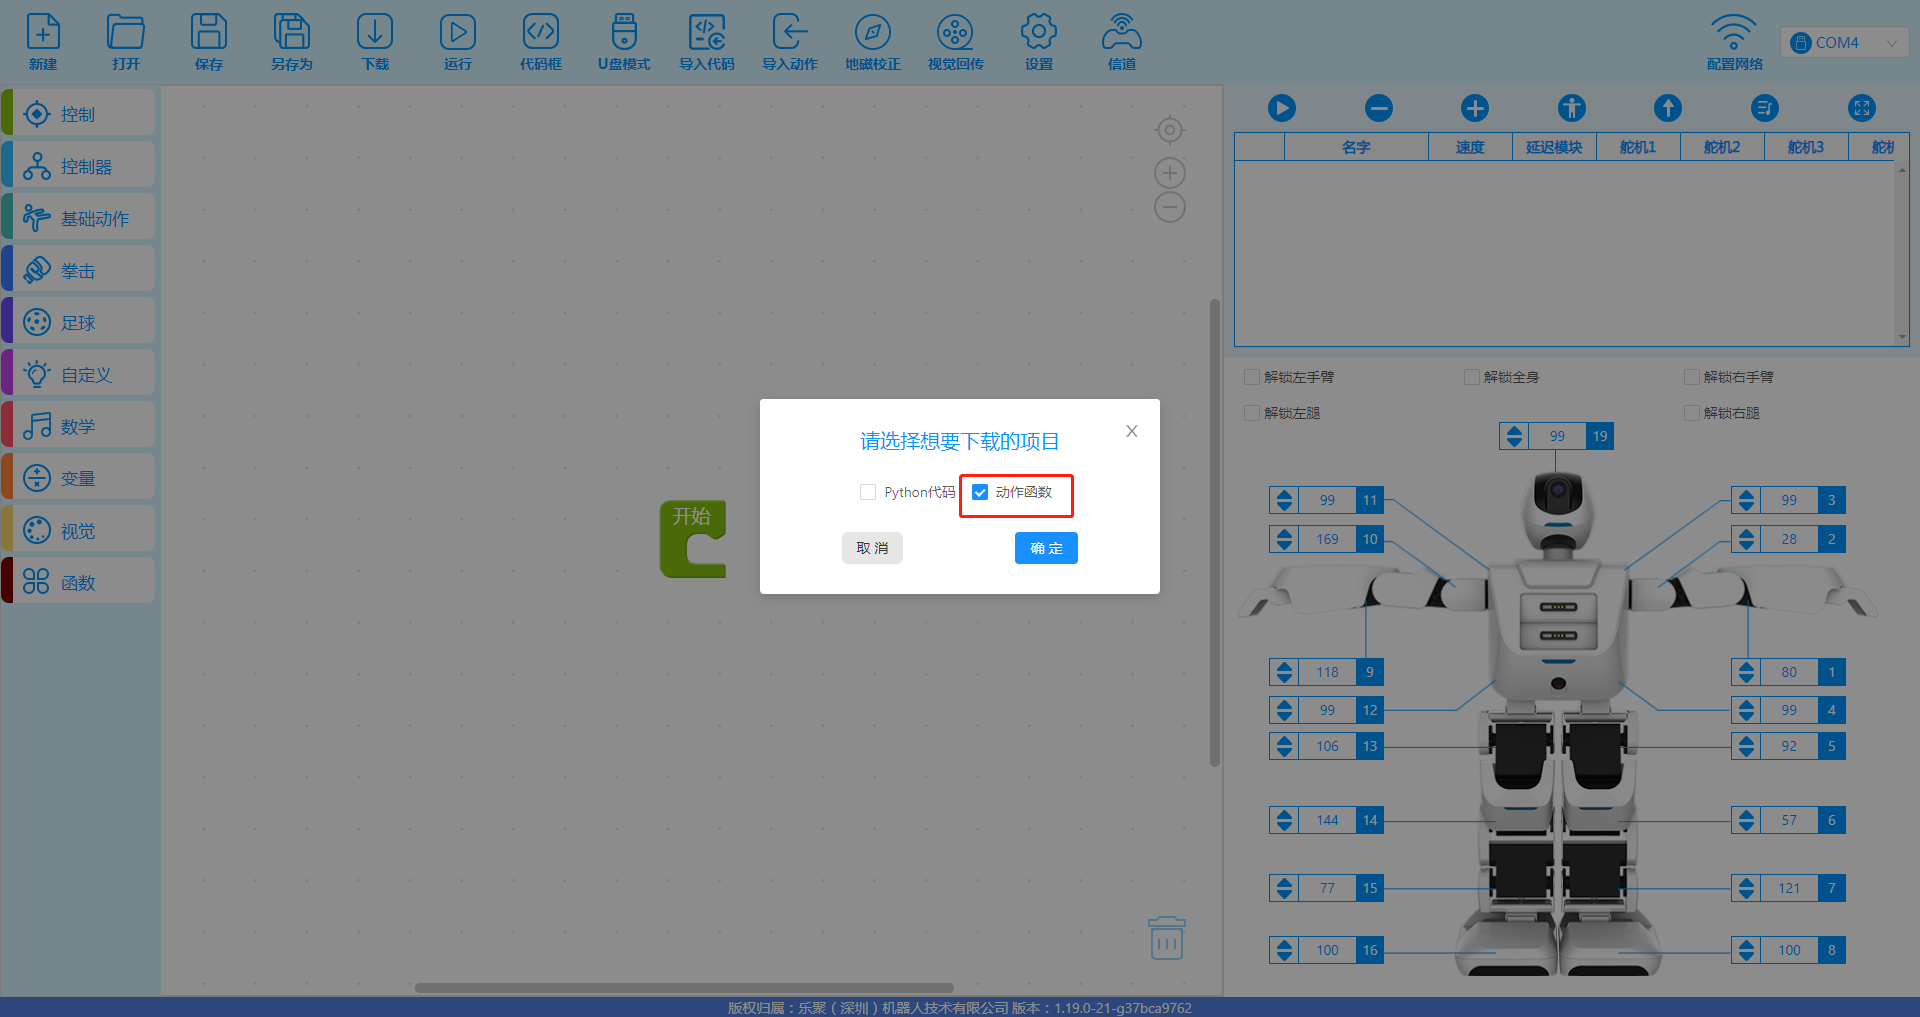 新建 打开 保存 另存为 下载 运行 代码框 U盘模式 导入代码 导入动作 地磁校正 视觉回传 设置 信道 配置网络 COM4
控制
控制器
基础动作
拳击
足球
自定义
数学
变量
视觉
函数
开始
名字 速度 延迟模块 舵机1 舵机2 舵机3 舵机
解锁左手臂 解锁全身 解锁右手臂
解锁左腿 解锁右腿
99 19
99 11 99 3
169 10 28 2
118 9 80 1
99 12 99 4
106 13 92 5
144 14 57 6
77 15 121 7
100 16 100 8
请选择想要下载的项目 X
Python代码 动作函数
取 消 确 定
版权归属：乐聚（深圳）机器人技术有限公司 版本：1.19.0-21-g37bca9762